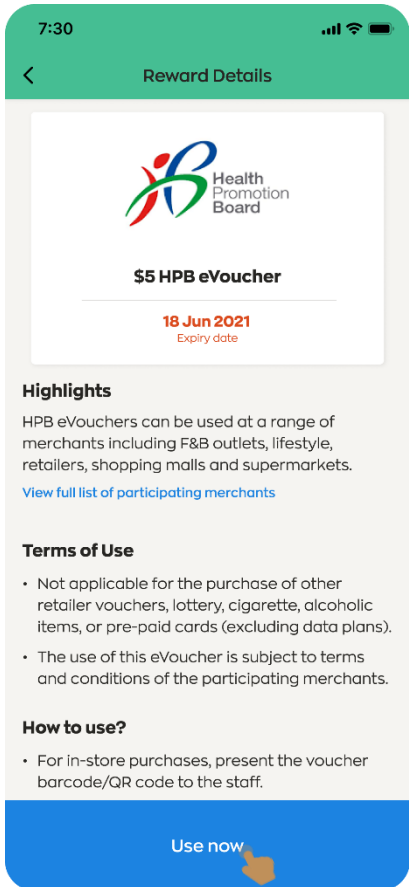 7:30
Reward Details
Health
Promotion
Board
$5 HPB eVoucher
18 Jun 2021
Expiry date
Highlights
HPB eVouchers can be used at a range of
merchants including F&B outlets, lifestyle,
retailers, shopping malls and supermarkets.
View full list of participating merchants
Terms of Use
• Not applicable for the purchase of other
retailer vouchers, lottery, cigarette, alcoholic
items, or pre-paid cards (excluding data plans).
• The use of this eVoucher is subject to terms
and conditions of the participating merchants.
How to use?
• For in-store purchases, present the voucher
barcode/QR code to the staff.
Use now